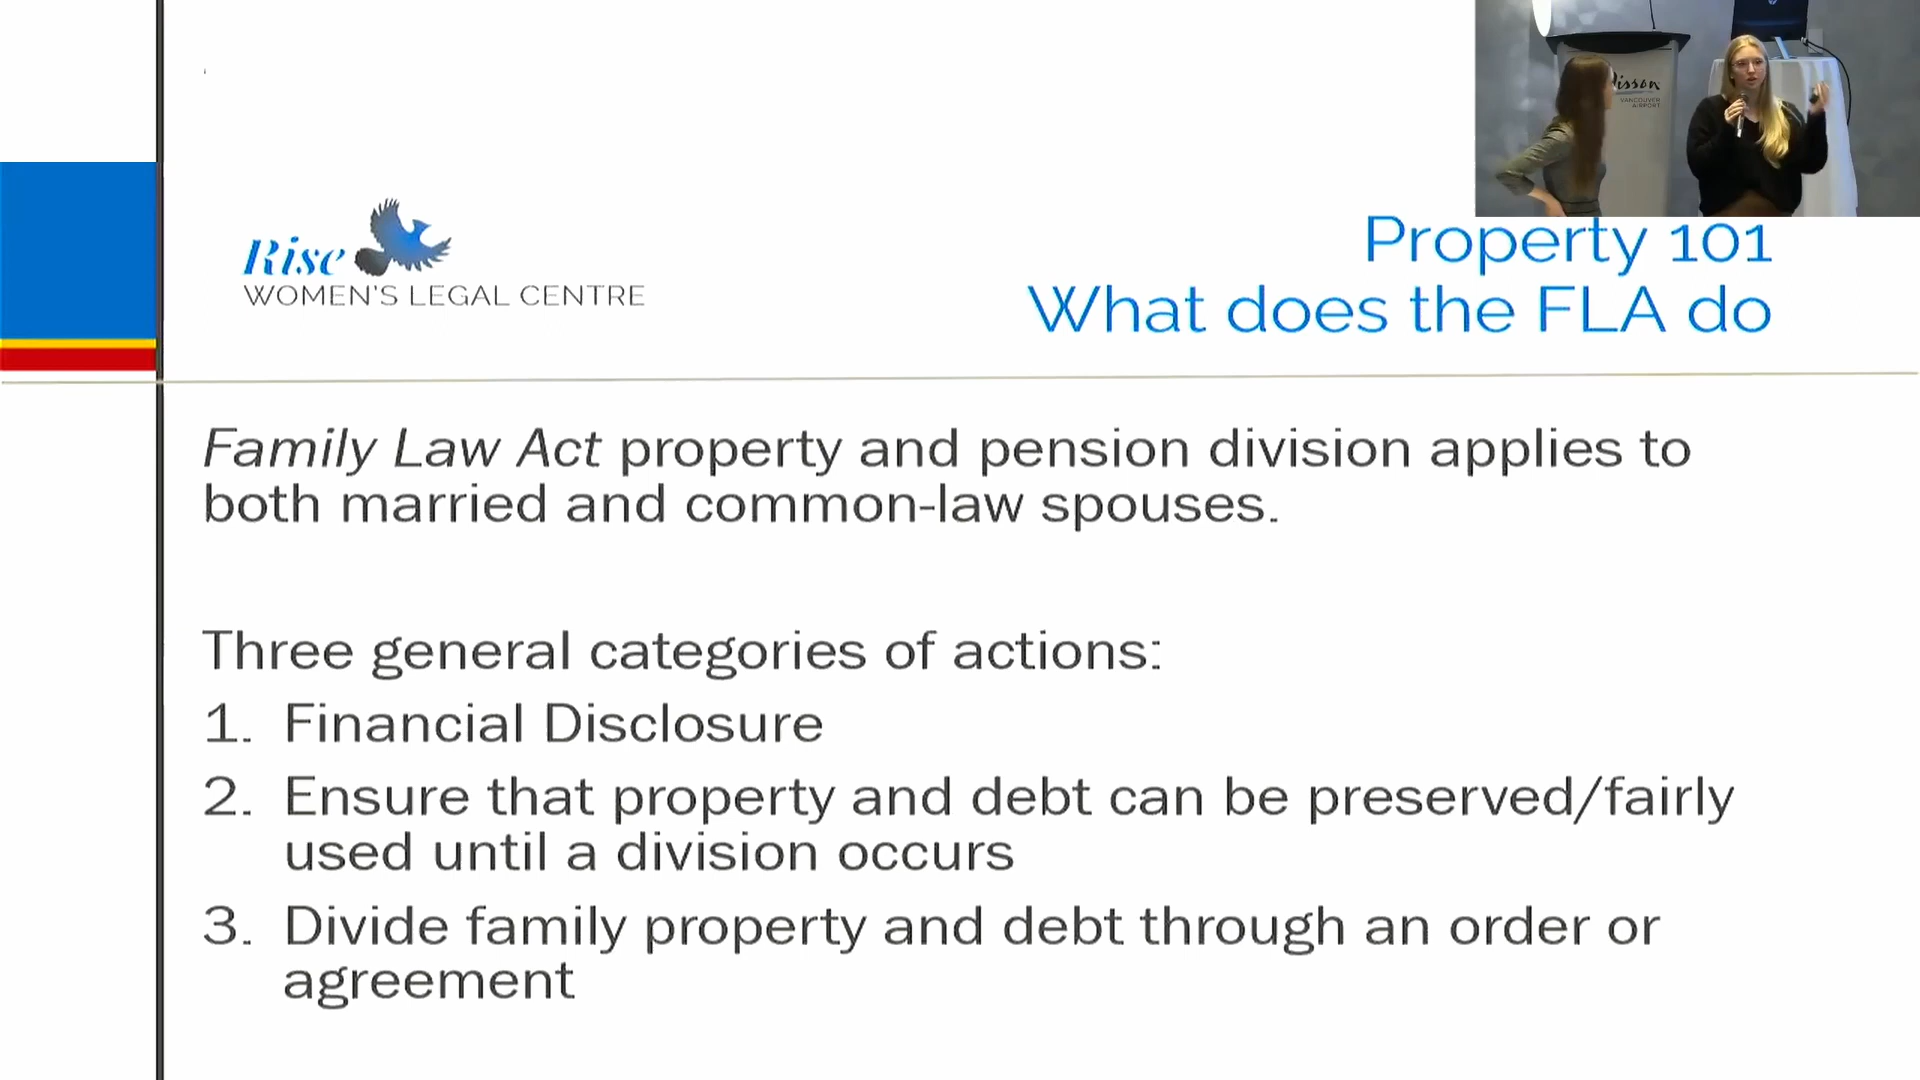 isson
VANCOUVER
AIRPORT
Rise
WOMEN'S LEGAL CENTRE
Property 101
What does the FLA do
Family Law Act property and pension division applies to
both married and common-law spouses.
Three general categories of actions:
1. Financial Disclosure
2. Ensure that property and debt can be preserved/fairly
used until a division occurs
3. Divide family property and debt through an order or
agreement